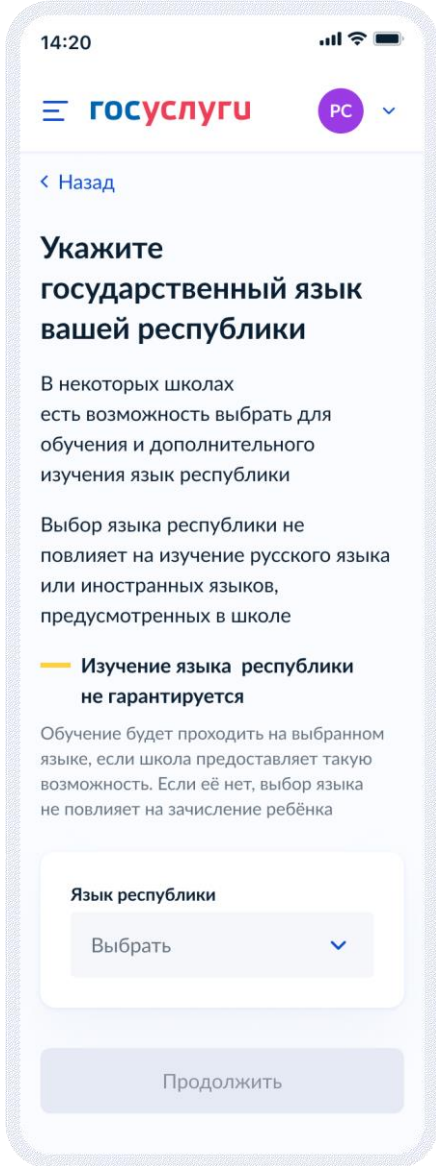 14:20
госуслуги
РС
Назад
Укажите
государственный язык
вашей республики
В некоторых школах
есть возможность выбрать для
обучения и дополнительного
изучения язык республики
Выбор языка республики не
повлияет на изучение русского языка
или иностранных языков,
предусмотренных в школе
Изучение языка республики
не гарантируется
Обучение будет проходить на выбранном
языке, если школа предоставляет такую
возможность. Если её нет, выбор языка
не повлияет на зачисление ребёнка
Язык республики
Выбрать
Продолжить